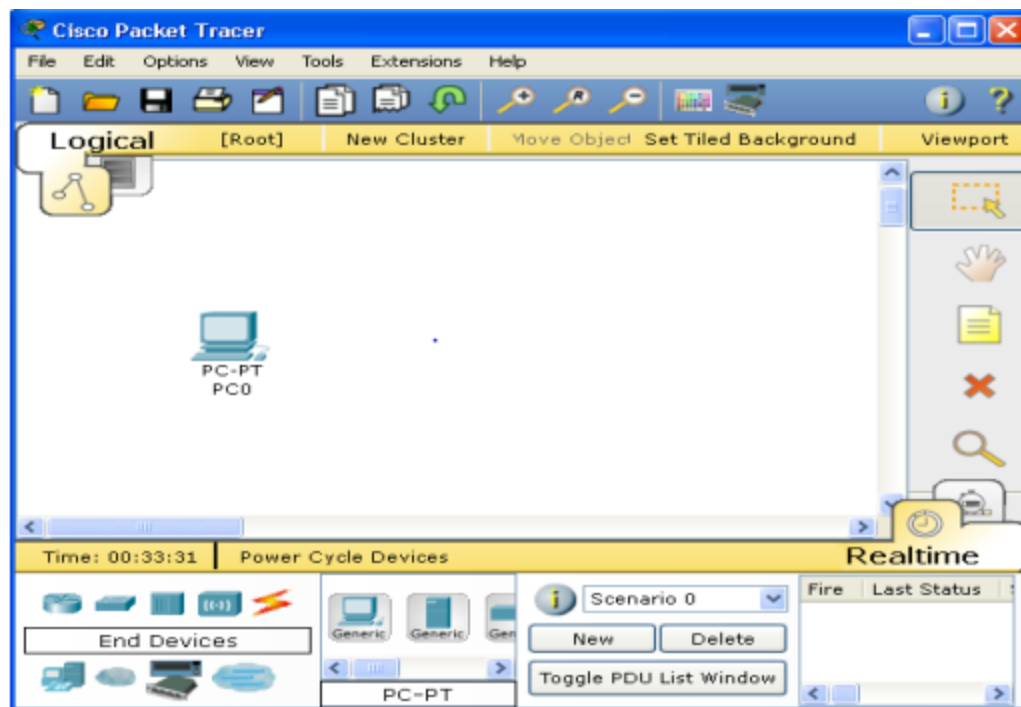 Cisco Packet Tracer
File Edit Options View Tools Extensions Help
Logical [Root] New Cluster Move Object Set Tiled Background Viewport
PC-PT
PC0
Time: 00:33:31 Power Cycle Devices Realtime
End Devices
Generic Generic Gen
PC-PT
Scenario 0
New Delete
Toggle PDU List Window
Fire Last Status